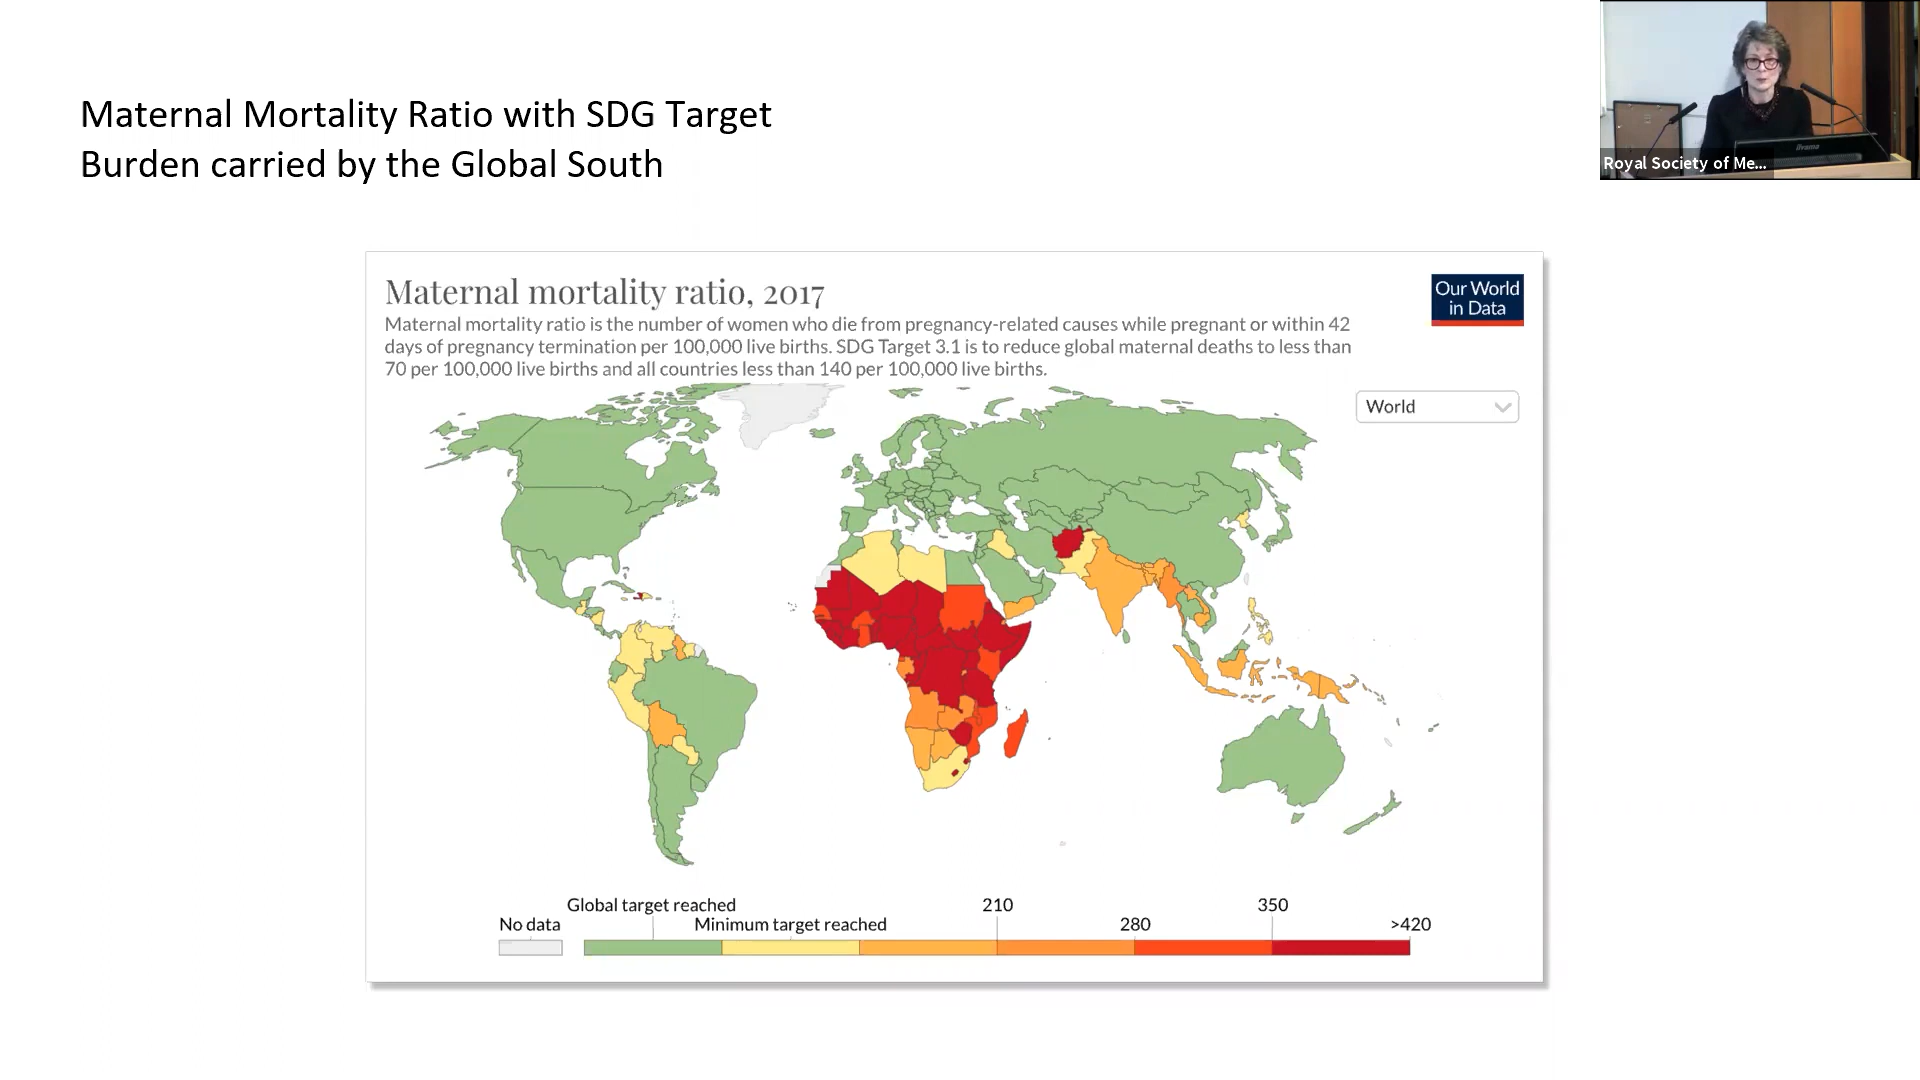 Maternal Mortality Ratio with SDG Target
Burden carried by the Global South
Royal Society of Me...
iiyama
Maternal mortality ratio, 2017
Our World
in Data
Maternal mortality ratio is the number of women who die from pregnancy-related causes while pregnant or within 42
days of pregnancy termination per 100,000 live births. SDG Target 3.1 is to reduce global maternal deaths to less than
70 per 100,000 live births and all countries less than 140 per 100,000 live births.
World
Global target reached
210
350
No data
Minimum target reached
280
>420